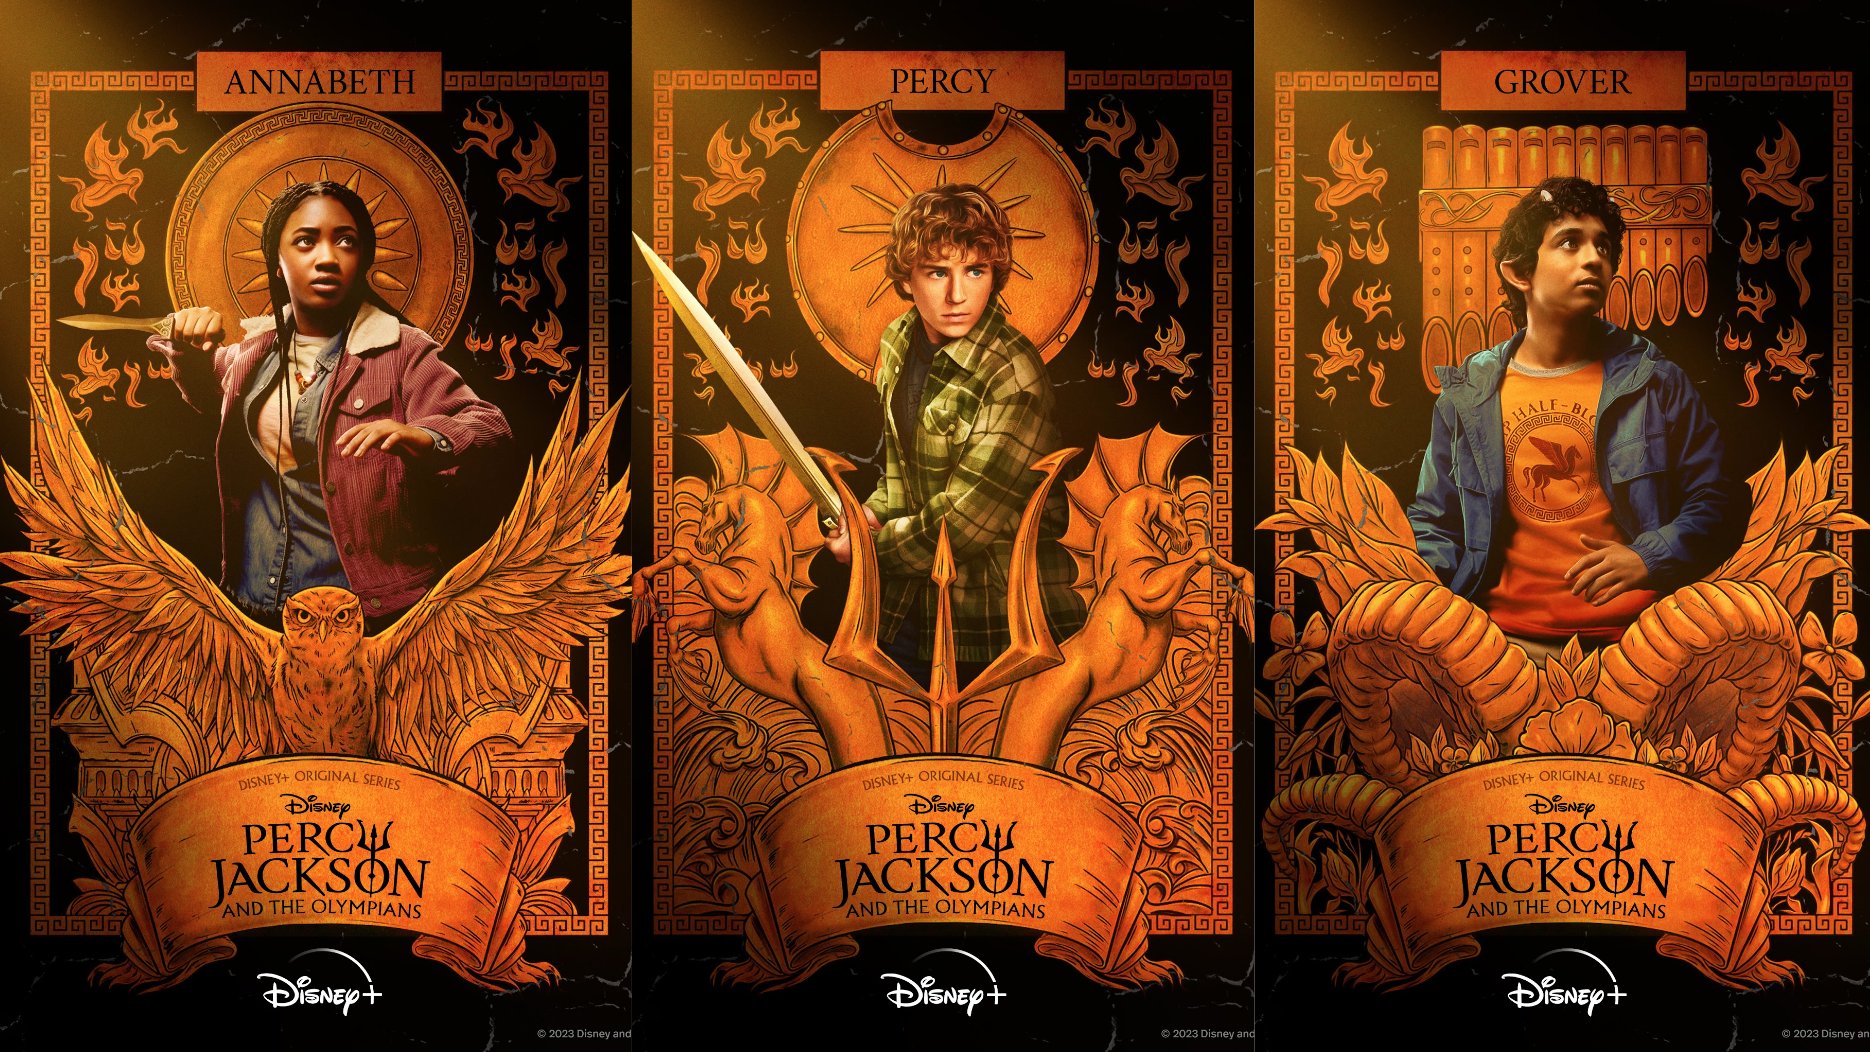 ANNABETH
DISNEY+ ORIGINAL SERIES
Disney
PERCY
JACKSON
AND THE OLYMPIANS
Disney+
© 2023 Disney and
PERCY
DISNEY+ ORIGINAL SERIES
Disney
PERCY
JACKSON
AND THE OLYMPIANS
Disney+
© 2023 Disney and
GROVER
HALF-BLO
DISNEY+ ORIGINAL SERIES
Disney
PERCY
JACKSON
AND THE OLYMPIANS
Disney+
© 2023 Disney an